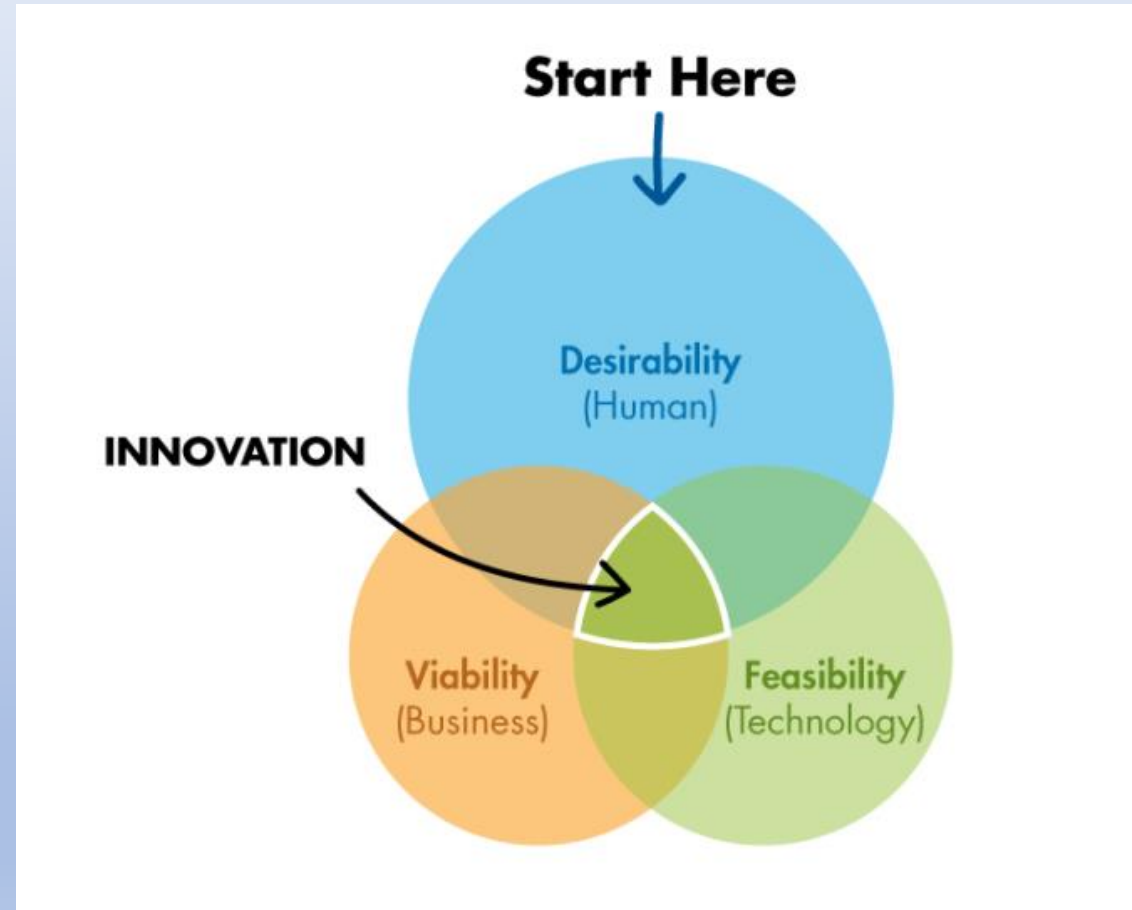 Start Here
Desirability
(Human)
INNOVATION
Viability
(Business)
Feasibility
(Technology)